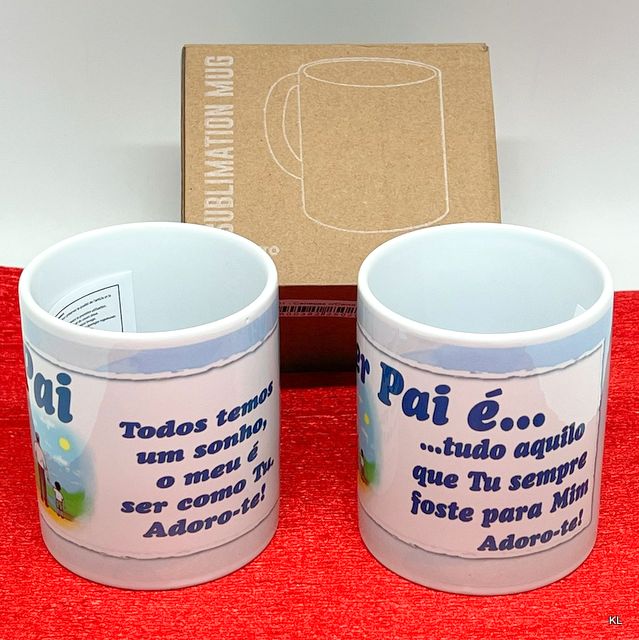 SUBLIMATION MUG
Pai
Todos temos
um sonho,
o meu é
ser como Tu.
Adoro-te!
er Pai é...
...tudo aquilo
que Tu sempre
foste para Mim
Adoro-te!
KL